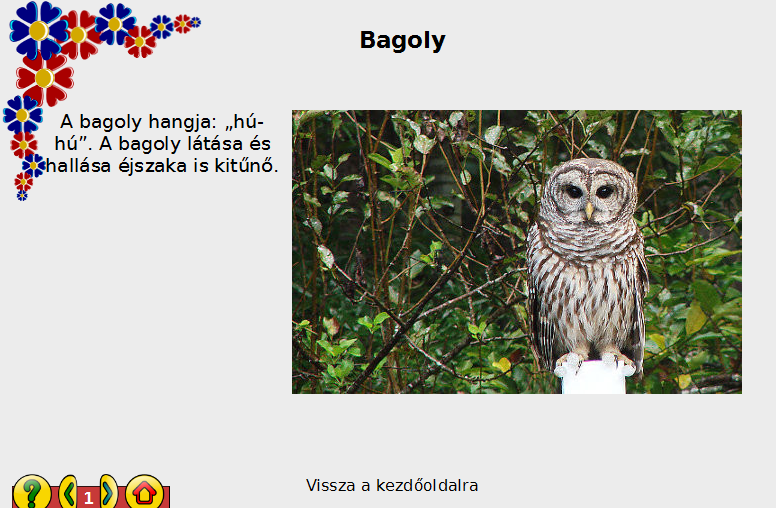 Bagoly
A bagoly hangja: „hú-
hú”. A bagoly látása és
hallása éjszaka is kitűnő.
1
Vissza a kezdőoldalra